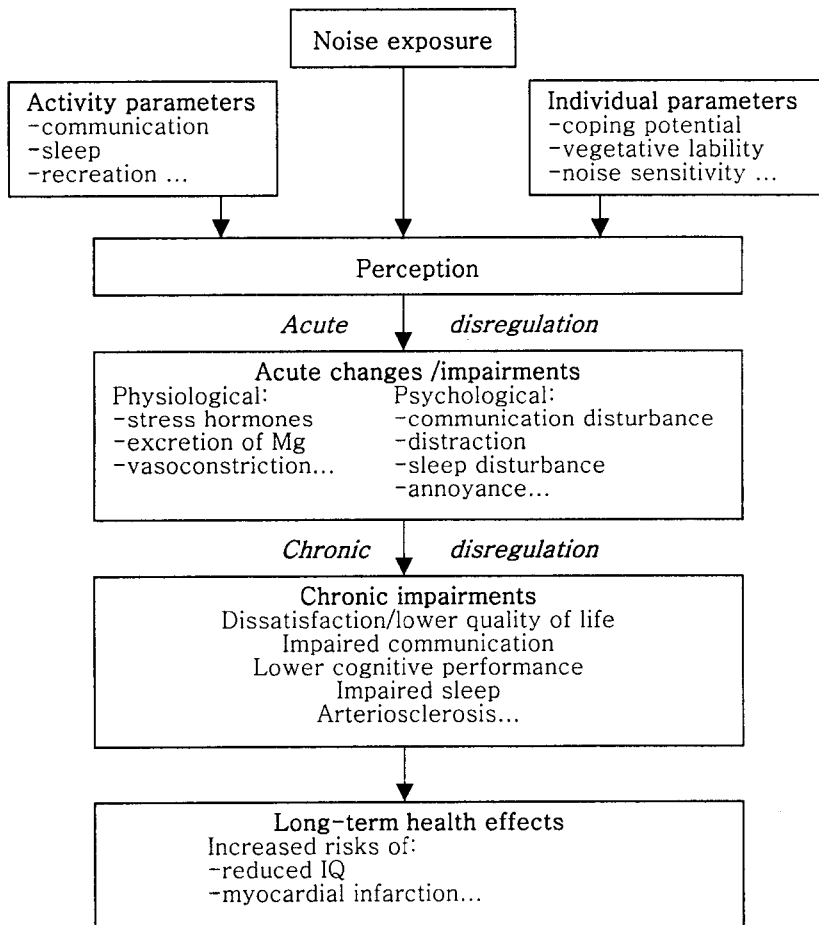 Noise exposure
Activity parameters
-communication
-sleep
-recreation ...
Individual parameters
-coping potential
-vegetative lability
-noise sensitivity ...
Perception
Acute disregulation
Acute changes /impairments
Physiological:
-stress hormones
-excretion of Mg
-vasoconstriction...
Psychological:
-communication disturbance
-distraction
-sleep disturbance
-annoyance...
Chronic disregulation
Chronic impairments
Dissatisfaction/lower quality of life
Impaired communication
Lower cognitive performance
Impaired sleep
Arteriosclerosis...
Long-term health effects
Increased risks of:
-reduced IQ
-myocardial infarction...